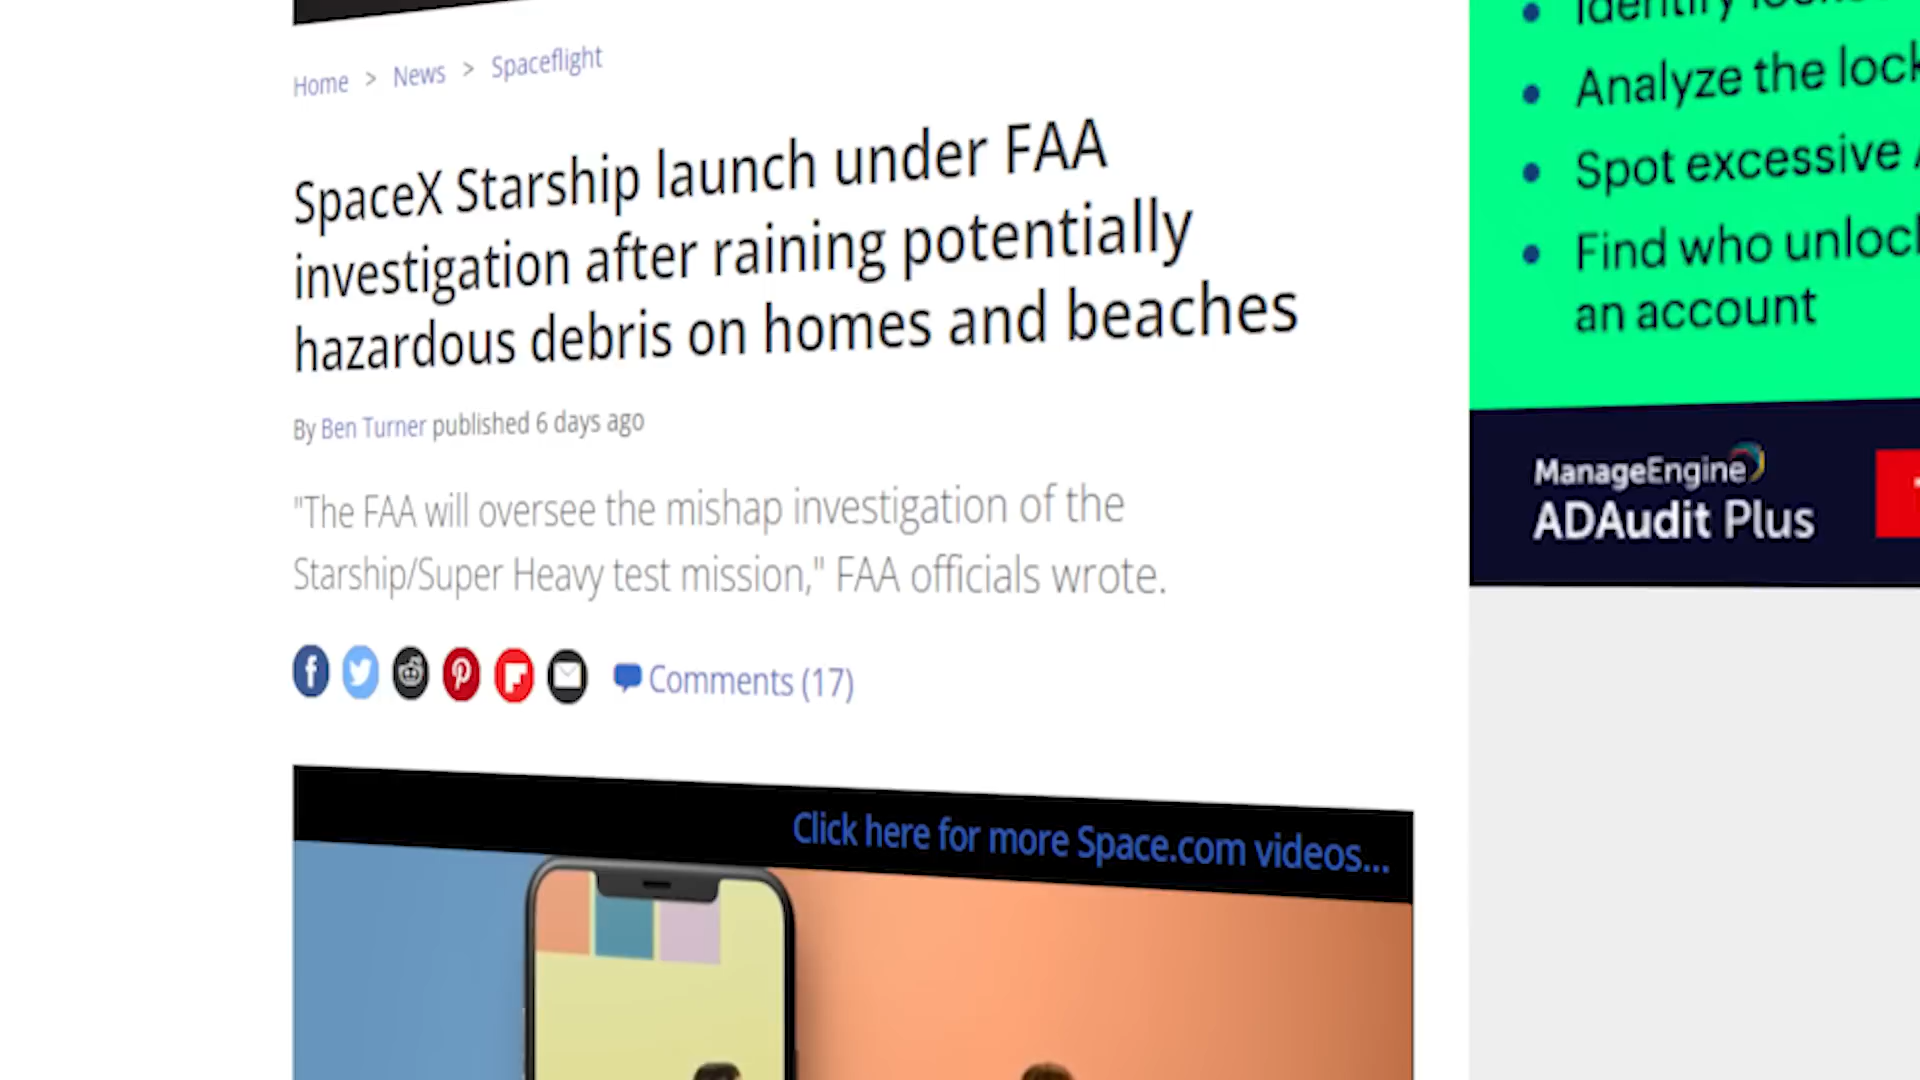 Home > News > Spaceflight
SpaceX Starship launch under FAA
investigation after raining potentially
hazardous debris on homes and beaches
By Ben Turner published 6 days ago
"The FAA will oversee the mishap investigation of the
Starship/Super Heavy test mission," FAA officials wrote.
Comments (17)
Click here for more Space.com videos...
Identify
Analyze the lock
Spot excessive
Find who unlock
an account
ManageEngine
ADAudit Plus